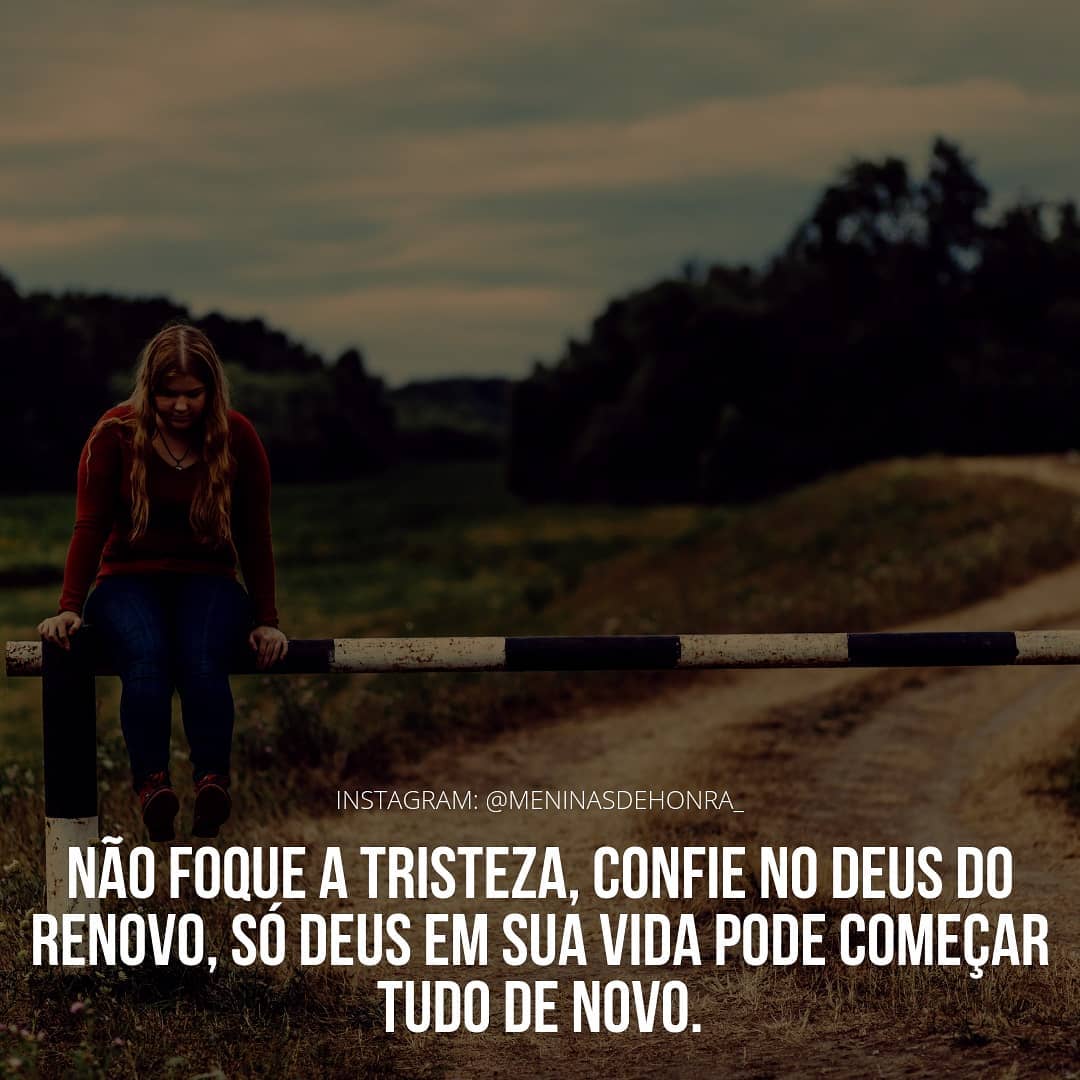 INSTAGRAM: @MENINASDEHONRA_
NÃO FOQUE A TRISTEZA, CONFIE NO DEUS DO
RENOVO, SÓ DEUS EM SUA VIDA PODE COMEÇAR
TUDO DE NOVO.